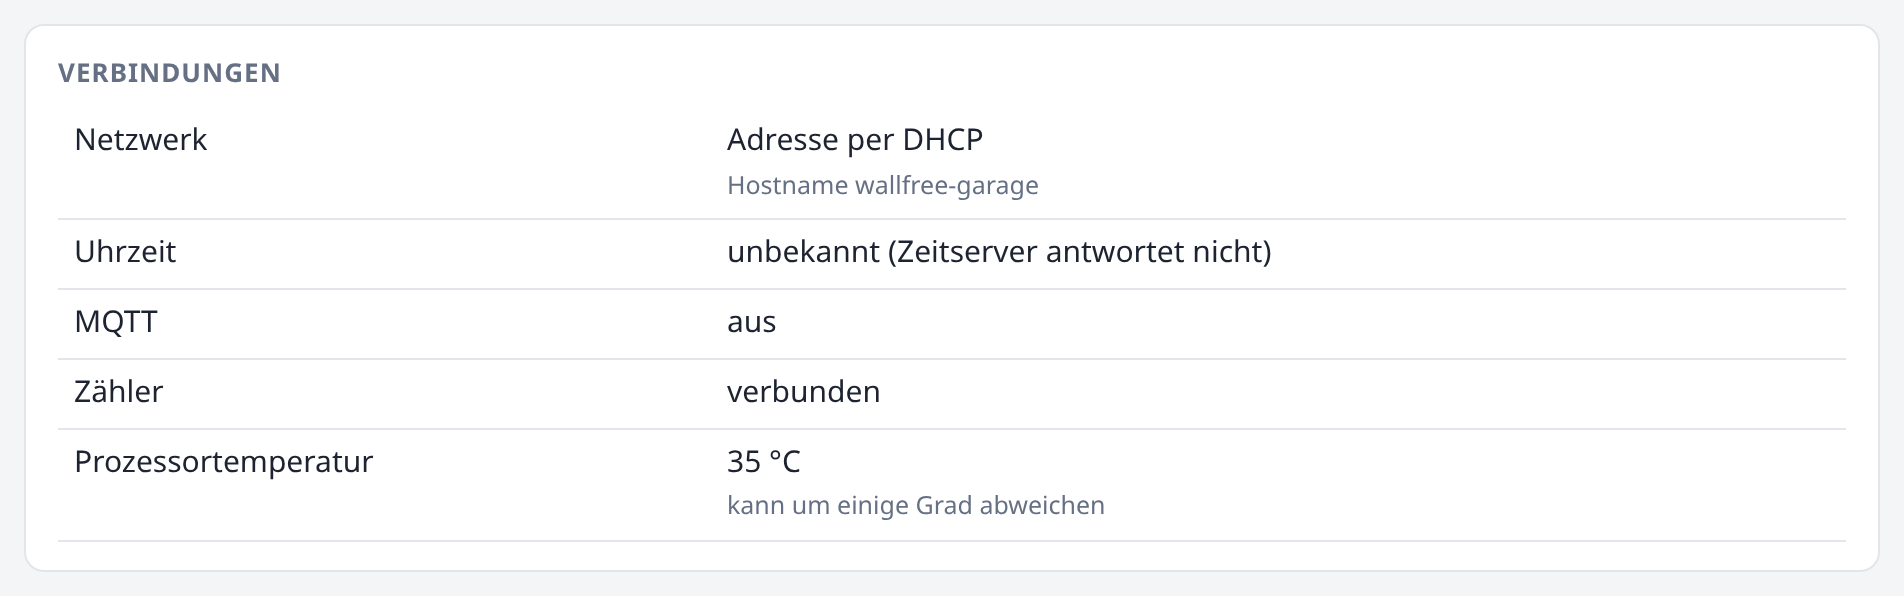 VERBINDUNGEN
Netzwerk
Adresse per DHCP
Hostname wallfree-garage
Uhrzeit
unbekannt (Zeitserver antwortet nicht)
MQTT
aus
Zähler
verbunden
Prozessortemperatur
35 °C
kann um einige Grad abweichen